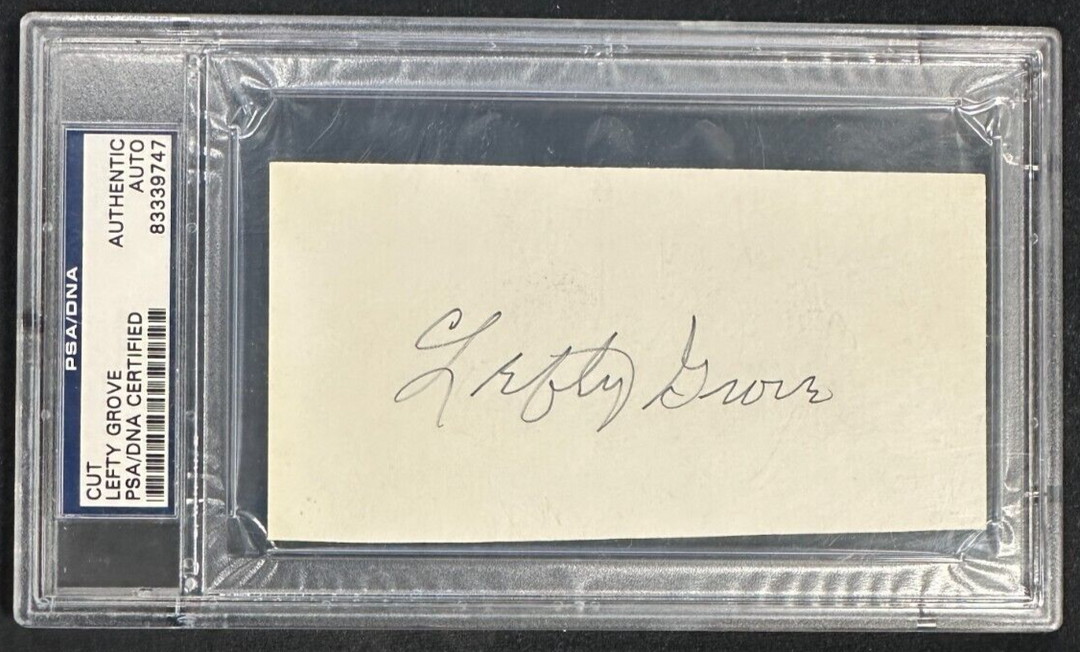 PSA/DNA
CUT
LEFTY GROVE
PSA/DNA CERTIFIED
AUTHENTIC
AUTO
83339747
Lefty Grove